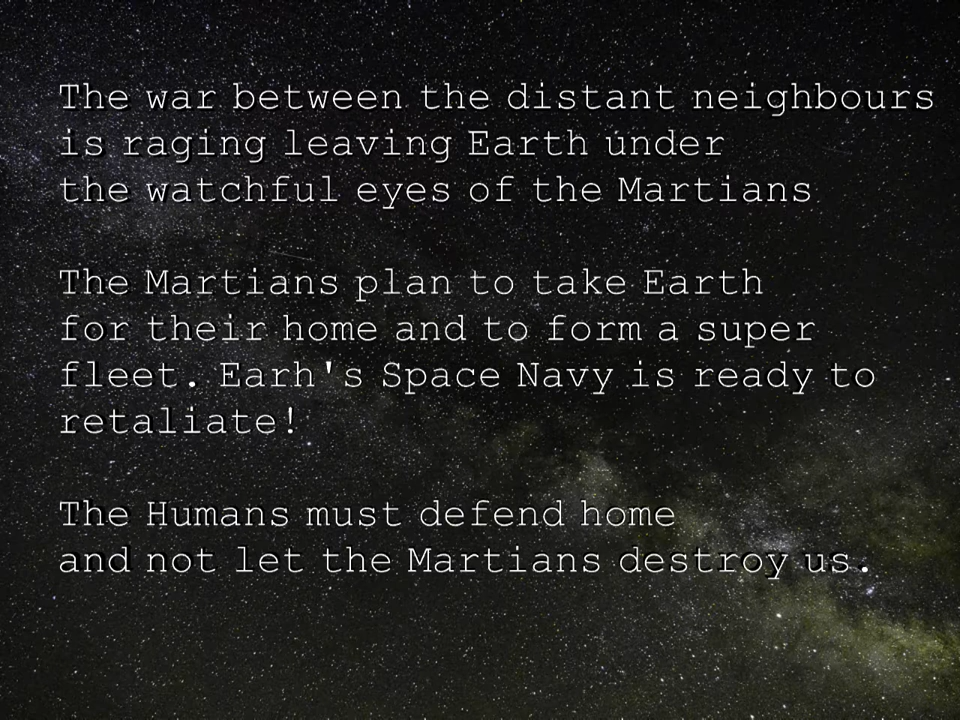 The war between the distant neighbours
is raging leaving Earth under
the watchful eyes of the Martians
The Martians plan to take Earth
for their home and to form a super
fleet. Earh's Space Navy is ready to
retaliate!
The Humans must defend home
and not let the Martians destroy us.